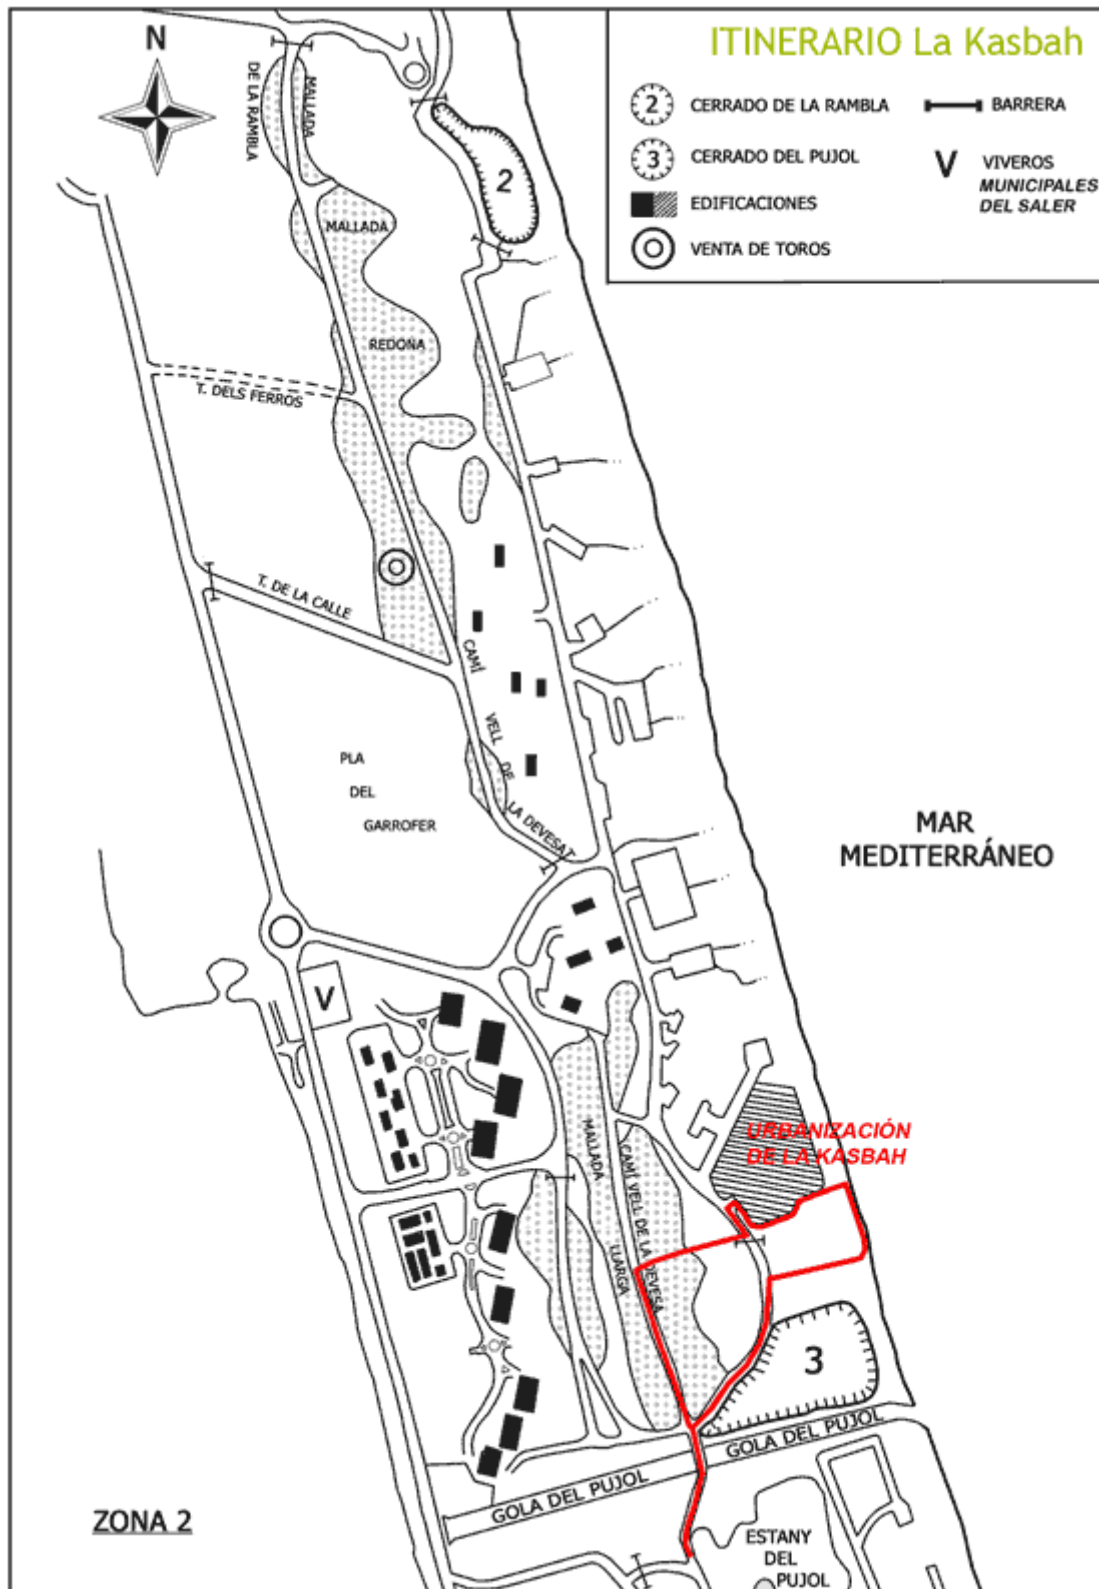 ITINERARIO La Kasbah
N
2 CERRADO DE LA RAMBLA
BARRERA
3 CERRADO DEL PUJOL
V VIVEROS
MUNICIPALES
DEL SALER
EDIFICACIONES
VENTA DE TOROS
MALLADA
DE LA RAMBLA
2
MALLADA
REDONA
T. DELS FERROS
T. DE LA CALLE
CAMÍ
VELL
DE
LA DEVESA
PLA
DEL
GARROFER
MAR
MEDITERRÁNEO
V
URBANIZACIÓN
DE LA KASBAH
MALLADA
LLARGA
CAMÍ VELL DE LA DEVESA
3
GOLA DEL PUJOL
GOLA DEL PUJOL
ZONA 2
ESTANY
DEL
PUJOL